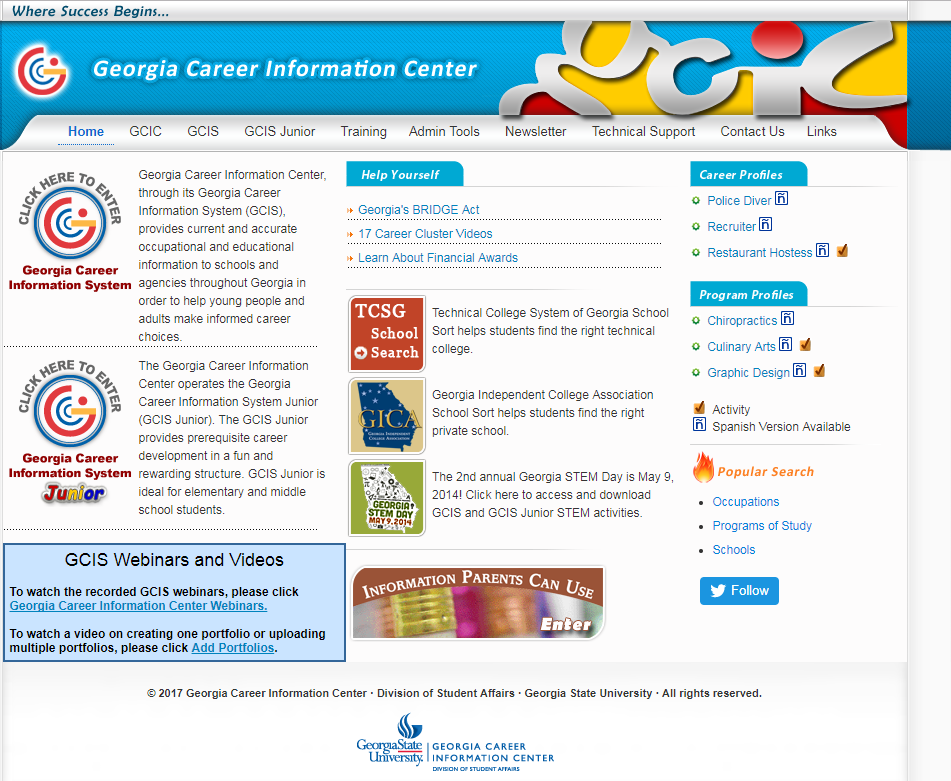 Where Success Begins...
Georgia Career Information Center
GCIC
Home GCIC GCIS GCIS Junior Training Admin Tools Newsletter Technical Support Contact Us Links
CLICK HERE TO ENTER
Georgia Career
Information System
Georgia Career Information Center,
through its Georgia Career
Information System (GCIS),
provides current and accurate
occupational and educational
information to schools and
agencies throughout Georgia in
order to help young people and
adults make informed career
choices.
CLICK HERE TO ENTER
Georgia Career
Information System
Junior
The Georgia Career Information
Center operates the Georgia
Career Information System Junior
(GCIS Junior). The GCIS Junior
provides prerequisite career
development in a fun and
rewarding structure. GCIS Junior is
ideal for elementary and middle
school students.
GCIS Webinars and Videos
To watch the recorded GCIS webinars, please click
Georgia Career Information Center Webinars.
To watch a video on creating one portfolio or uploading
multiple portfolios, please click Add Portfolios.
Help Yourself
Georgia's BRIDGE Act
17 Career Cluster Videos
Learn About Financial Awards
TCSG
School
Search
Technical College System of Georgia School
Sort helps students find the right technical
college.
GICA
GEORGIA INDEPENDENT
COLLEGE ASSOCIATION
Georgia Independent College Association
School Sort helps students find the right
private school.
GEORGIA
STEM DAY
MAY 9, 2014
The 2nd annual Georgia STEM Day is May 9,
2014! Click here to access and download
GCIS and GCIS Junior STEM activities.
INFORMATION PARENTS CAN USE
Enter
Career Profiles
Police Diver ñ
Recruiter ñ
Restaurant Hostess ñ
Program Profiles
Chiropractics ñ
Culinary Arts ñ
Graphic Design ñ
Activity
ñ Spanish Version Available
Popular Search
Occupations
Programs of Study
Schools
Follow
© 2017 Georgia Career Information Center · Division of Student Affairs · Georgia State University · All rights reserved.
GeorgiaState
University
GEORGIA CAREER
INFORMATION CENTER
DIVISION OF STUDENT AFFAIRS